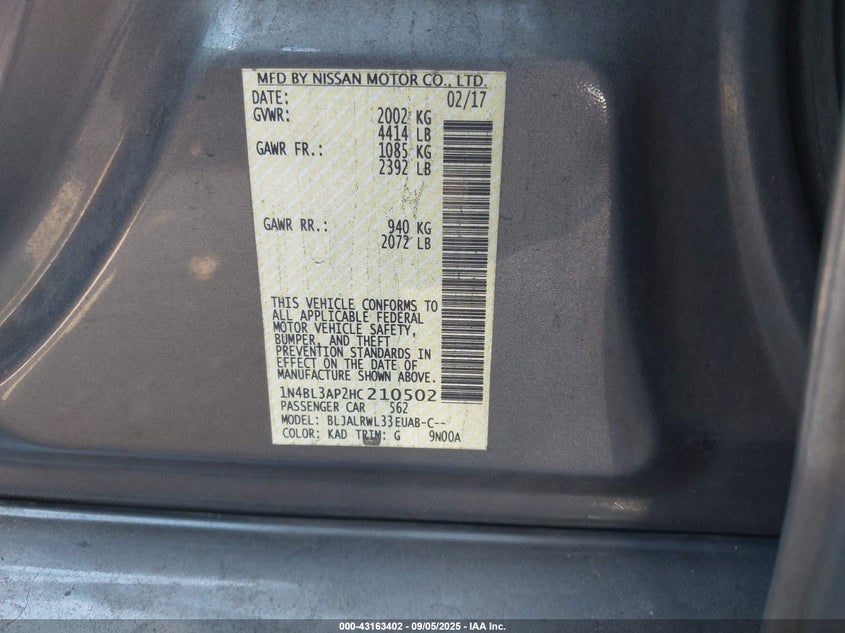 MFD BY NISSAN MOTOR CO., LTD.
DATE: 02/17
GVWR: 2002 KG
4414 LB
GAWR FR.: 1085 KG
2392 LB
GAWR RR.: 940 KG
2072 LB
THIS VEHICLE CONFORMS TO
ALL APPLICABLE FEDERAL
MOTOR VEHICLE SAFETY,
BUMPER, AND THEFT
PREVENTION STANDARDS IN
EFFECT ON THE DATE OF
MANUFACTURE SHOWN ABOVE.
1N4BL3AP2HC210502
PASSENGER CAR 562
MODEL: BLJALRWL33EUAB-C--
COLOR: KAD TRIM: G 9N00A
000-43163402 - 09/05/2025 - IAA Inc.